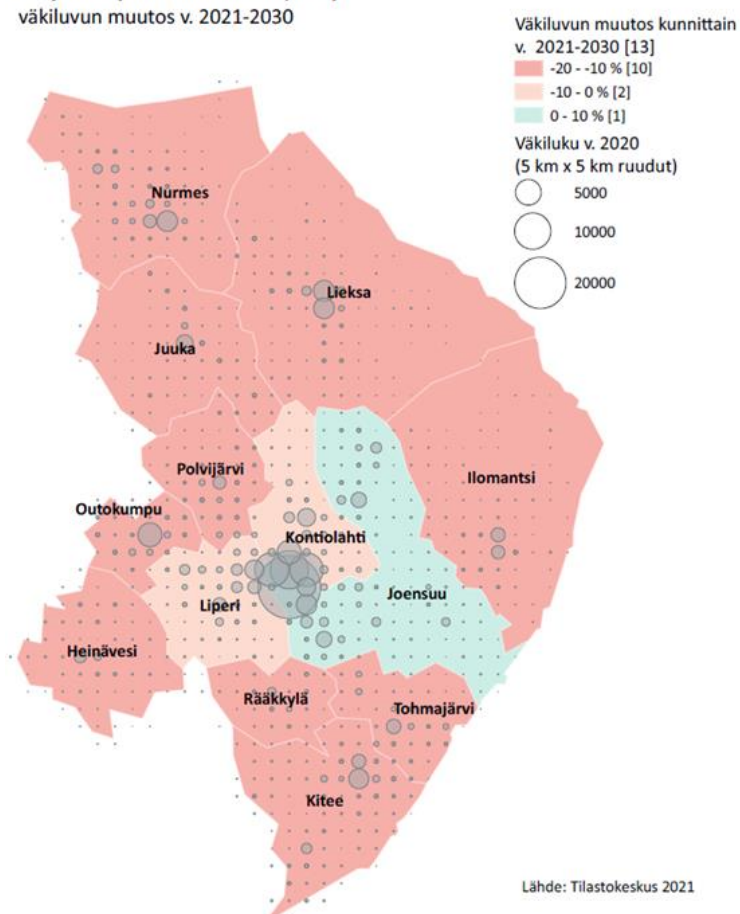 väkiluvun muutos v. 2021-2030
Väkiluvun muutos kunnittain
v. 2021-2030 [13]
-20 - -10 % [10]
-10 - 0 % [2]
0 - 10 % [1]
Väkiluku v. 2020
(5 km x 5 km ruudut)
5000
10000
20000
Nurmes
Lieksa
Juuka
Polvijärvi
Ilomantsi
Outokumpu
Kontiolahti
Joensuu
Liperi
Heinävesi
Rääkkylä
Tohmajärvi
Kitee
Lähde: Tilastokeskus 2021